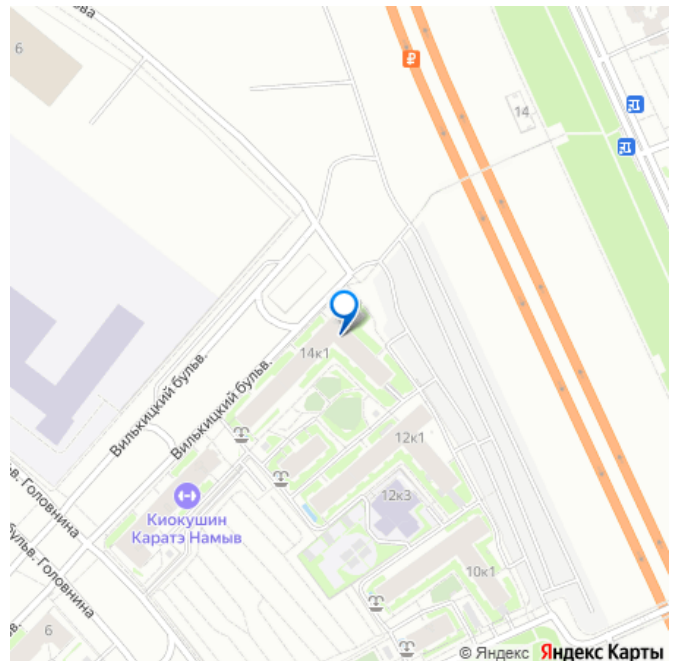 ова
6
₽
14
Вилькицкий бульв.
Вилькицкий бульв.
14к1
12к1
12к3
10к1
Киокушин
Каратэ Намыв
в. Головнина
бульв. Головнина
в.
6
© Яндекс Яндекс Карты